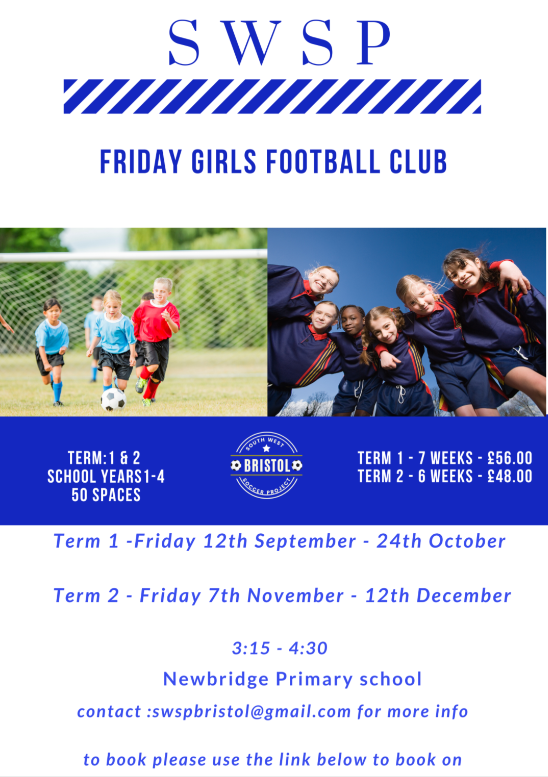 SWSP
FRIDAY GIRLS FOOTBALL CLUB
TERM:1 & 2
SCHOOL YEARS1-4
50 SPACES
SOUTH WEST
BRISTOL
SOCCER PROJECT
TERM 1 - 7 WEEKS - £56.00
TERM 2 - 6 WEEKS - £48.00
Term 1 -Friday 12th September - 24th October
Term 2 - Friday 7th November - 12th December
3:15 - 4:30
Newbridge Primary school
contact :swspbristol@gmail.com for more info
to book please use the link below to book on